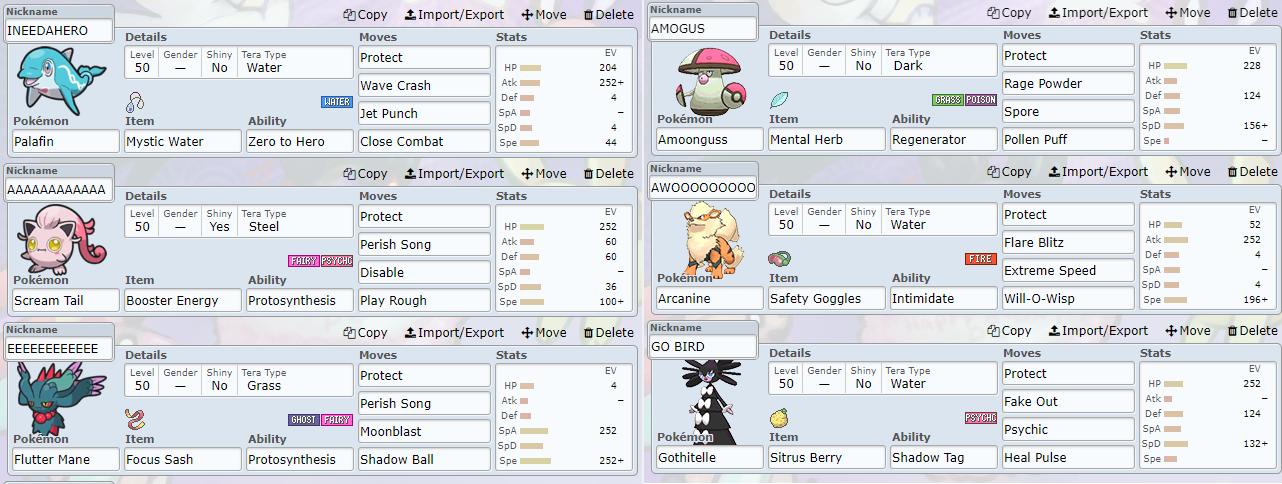 Nickname
INEEDAHERO
Copy Import/Export Move Delete
Details
Level Gender Shiny Tera Type
50 — No Water
WATER
Pokémon Item Ability
Palafin Mystic Water Zero to Hero
Moves
Protect
Wave Crash
Jet Punch
Close Combat
Stats
EV
HP 204
Atk 252+
Def 4
SpA –
SpD 4
Spe 44
Nickname
AMOGUS
Copy Import/Export Move Delete
Details
Level Gender Shiny Tera Type
50 — No Dark
GRASS POISON
Pokémon Item Ability
Amoonguss Mental Herb Regenerator
Moves
Protect
Rage Powder
Spore
Pollen Puff
Stats
EV
HP 228
Atk –
Def 124
SpA –
SpD 156+
Spe –
Nickname
AAAAAAAAAAAA
Copy Import/Export Move Delete
Details
Level Gender Shiny Tera Type
50 — Yes Steel
FAIRY PSYCHC
Pokémon Item Ability
Scream Tail Booster Energy Protosynthesis
Moves
Protect
Perish Song
Disable
Play Rough
Stats
EV
HP 252
Atk 60
Def 60
SpA –
SpD 36
Spe 100+
Nickname
AWOOOOOOOOO
Copy Import/Export Move Delete
Details
Level Gender Shiny Tera Type
50 — No Water
FIRE
Pokémon Item Ability
Arcanine Safety Goggles Intimidate
Moves
Protect
Flare Blitz
Extreme Speed
Will-O-Wisp
Stats
EV
HP 52
Atk 252
Def 4
SpA –
SpD 4
Spe 196+
Nickname
EEEEEEEEEEEE
Copy Import/Export Move Delete
Details
Level Gender Shiny Tera Type
50 — No Grass
GHOST FAIRY
Pokémon Item Ability
Flutter Mane Focus Sash Protosynthesis
Moves
Protect
Perish Song
Moonblast
Shadow Ball
Stats
EV
HP 4
Atk –
Def
SpA 252
SpD
Spe 252+
Nickname
GO BIRD
Copy Import/Export Move Delete
Details
Level Gender Shiny Tera Type
50 — No Water
PSYCHC
Pokémon Item Ability
Gothitelle Sitrus Berry Shadow Tag
Moves
Protect
Fake Out
Psychic
Heal Pulse
Stats
EV
HP 252
Atk –
Def 124
SpA
SpD 132+
Spe